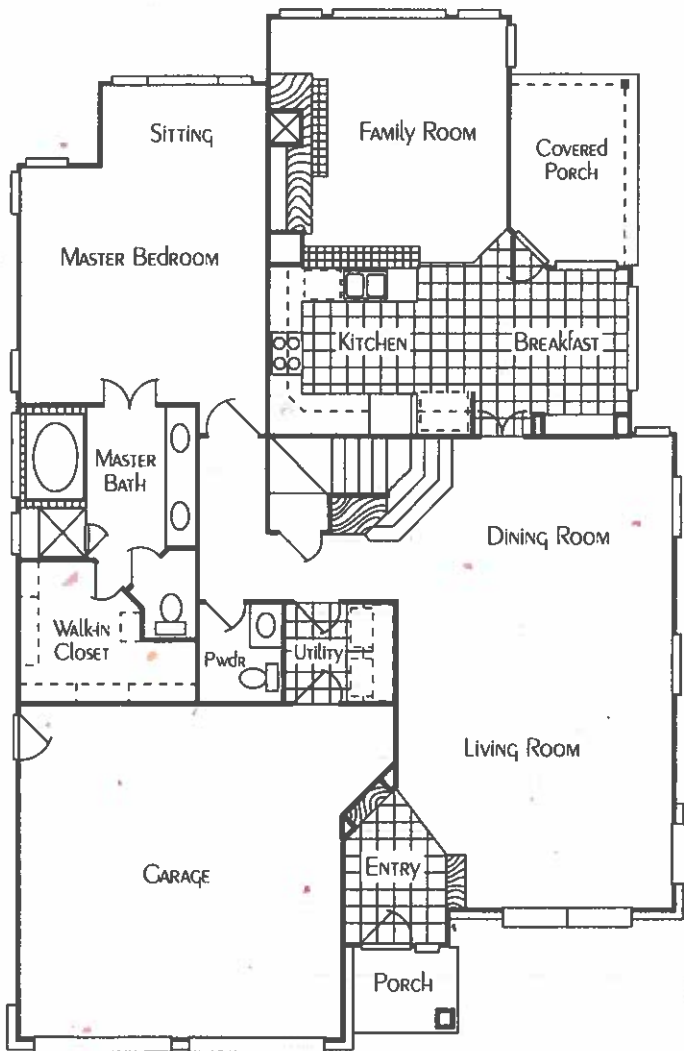 Family Room
Sitting
Covered
Porch
Master Bedroom
Kitchen
Breakfast
Master
Bath
Dining Room
Walk-in
Closet
Pwdr
Utility
Living Room
Garage
Entry
Porch